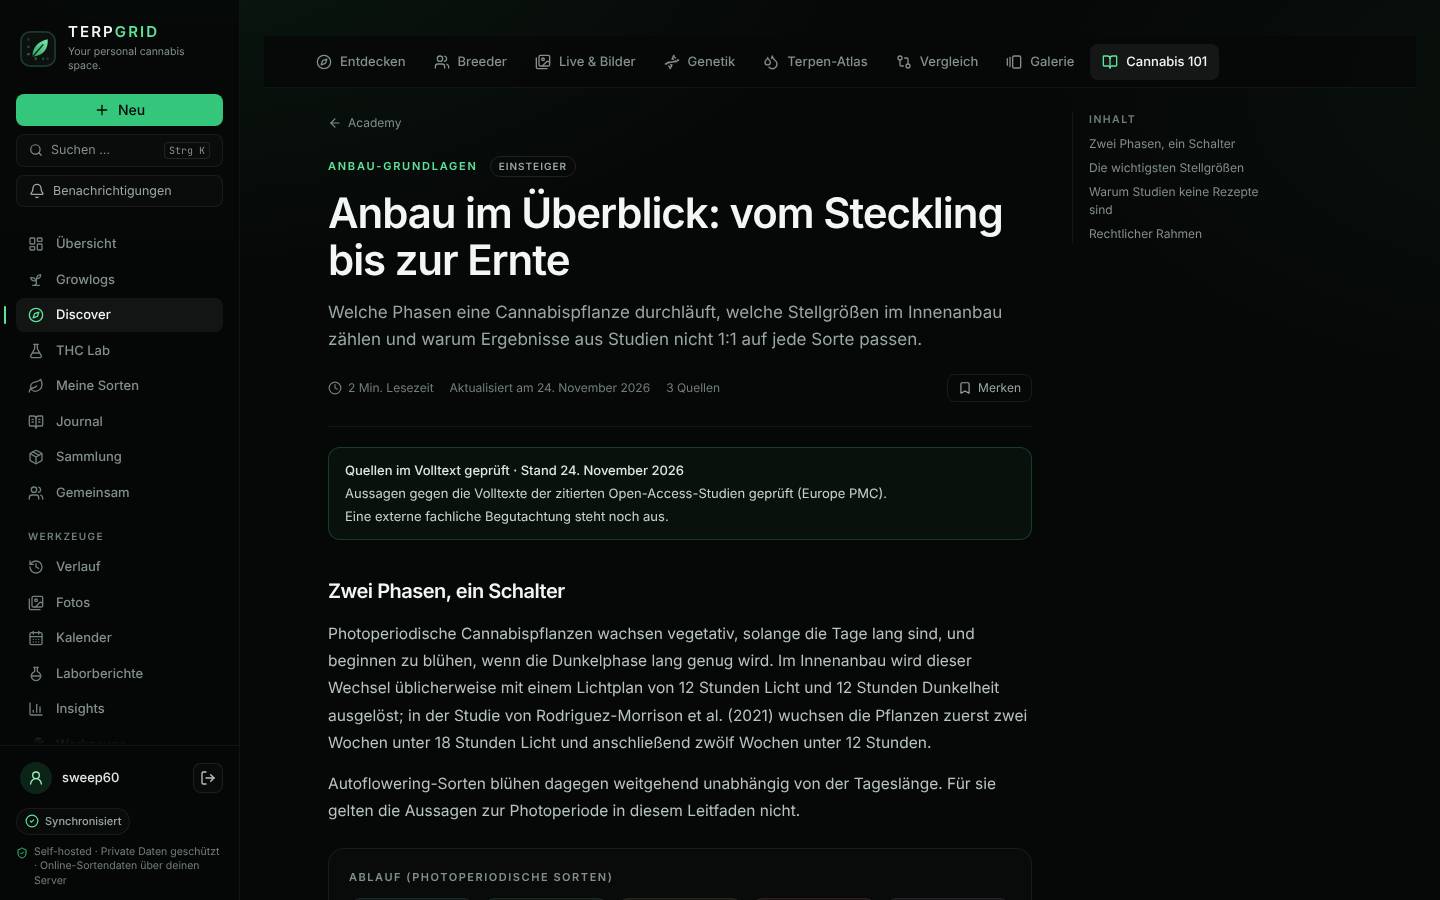 TERPGRID
Your personal cannabis
space.
Neu
Suchen ...
Strg K
Benachrichtigungen
Übersicht
Growlogs
Discover
THC Lab
Meine Sorten
Journal
Sammlung
Gemeinsam
WERKZEUGE
Verlauf
Fotos
Kalender
Laborberichte
Insights
sweep60
Synchronisiert
Self-hosted · Private Daten geschützt
· Online-Sortendaten über deinen
Server
Entdecken
Breeder
Live & Bilder
Genetik
Terpen-Atlas
Vergleich
Galerie
Cannabis 101
Academy
ANBAU-GRUNDLAGEN
EINSTEIGER
Anbau im Überblick: vom Steckling
bis zur Ernte
Welche Phasen eine Cannabispflanze durchläuft, welche Stellgrößen im Innenanbau
zählen und warum Ergebnisse aus Studien nicht 1:1 auf jede Sorte passen.
2 Min. Lesezeit
Aktualisiert am 24. November 2026
3 Quellen
Merken
Quellen im Volltext geprüft · Stand 24. November 2026
Aussagen gegen die Volltexte der zitierten Open-Access-Studien geprüft (Europe PMC).
Eine externe fachliche Begutachtung steht noch aus.
Zwei Phasen, ein Schalter
Photoperiodische Cannabispflanzen wachsen vegetativ, solange die Tage lang sind, und
beginnen zu blühen, wenn die Dunkelphase lang genug wird. Im Innenanbau wird dieser
Wechsel üblicherweise mit einem Lichtplan von 12 Stunden Licht und 12 Stunden Dunkelheit
ausgelöst; in der Studie von Rodriguez-Morrison et al. (2021) wuchsen die Pflanzen zuerst zwei
Wochen unter 18 Stunden Licht und anschließend zwölf Wochen unter 12 Stunden.
Autoflowering-Sorten blühen dagegen weitgehend unabhängig von der Tageslänge. Für sie
gelten die Aussagen zur Photoperiode in diesem Leitfaden nicht.
ABLAUF (PHOTOPERIODISCHE SORTEN)
INHALT
Zwei Phasen, ein Schalter
Die wichtigsten Stellgrößen
Warum Studien keine Rezepte
sind
Rechtlicher Rahmen